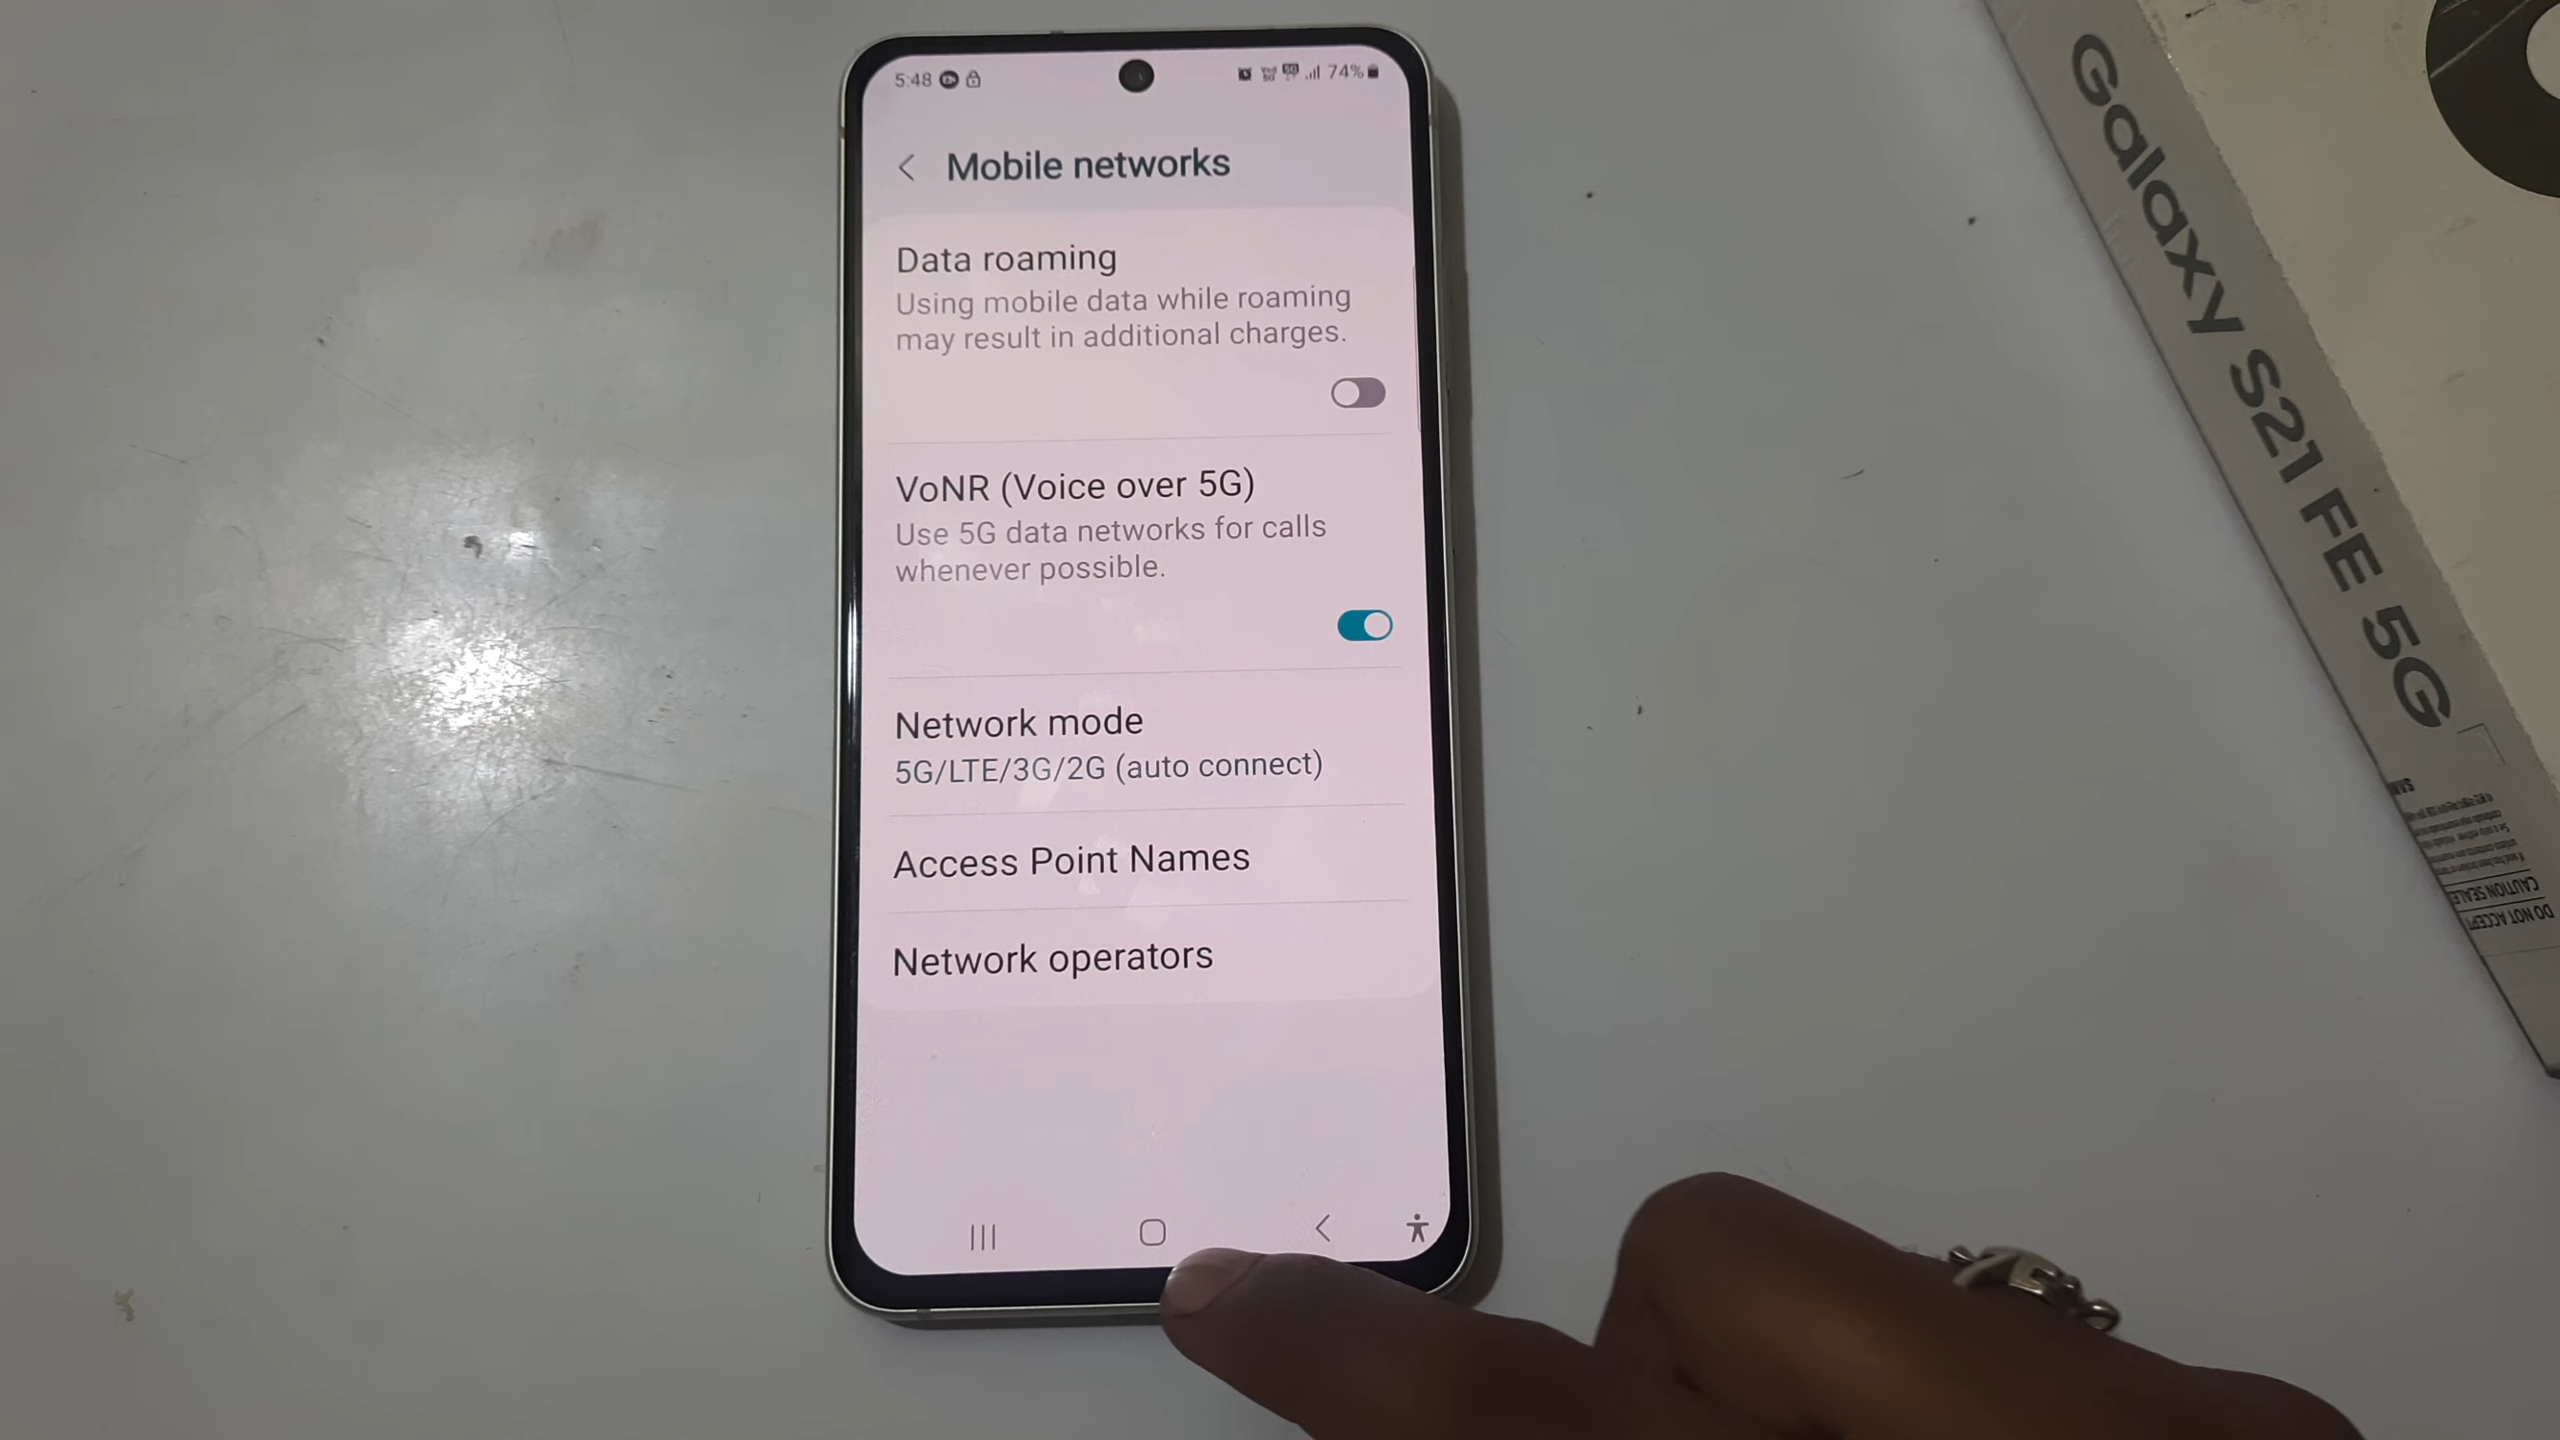 5:48
74%
Mobile networks
Data roaming
Using mobile data while roaming
may result in additional charges.
VoNR (Voice over 5G)
Use 5G data networks for calls
whenever possible.
Network mode
5G/LTE/3G/2G (auto connect)
Access Point Names
Network operators
Galaxy S21 FE 5G
CAUTION
DO NOT ACCEPT